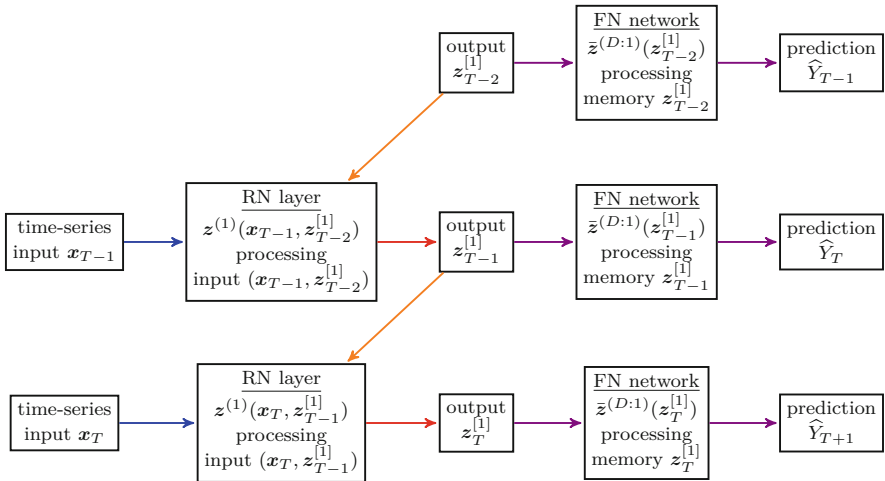 output
z_{T−2}^{[1]}
FN network
z̄^{(D:1)}(z_{T−2}^{[1]})
processing
memory z_{T−2}^{[1]}
prediction
Ŷ_{T−1}
time-series
input x_{T−1}
RN layer
z^{(1)}(x_{T−1}, z_{T−2}^{[1]})
processing
input (x_{T−1}, z_{T−2}^{[1]})
output
z_{T−1}^{[1]}
FN network
z̄^{(D:1)}(z_{T−1}^{[1]})
processing
memory z_{T−1}^{[1]}
prediction
Ŷ_T
time-series
input x_T
RN layer
z^{(1)}(x_T, z_{T−1}^{[1]})
processing
input (x_T, z_{T−1}^{[1]})
output
z_T^{[1]}
FN network
z̄^{(D:1)}(z_T^{[1]})
processing
memory z_T^{[1]}
prediction
Ŷ_{T+1}